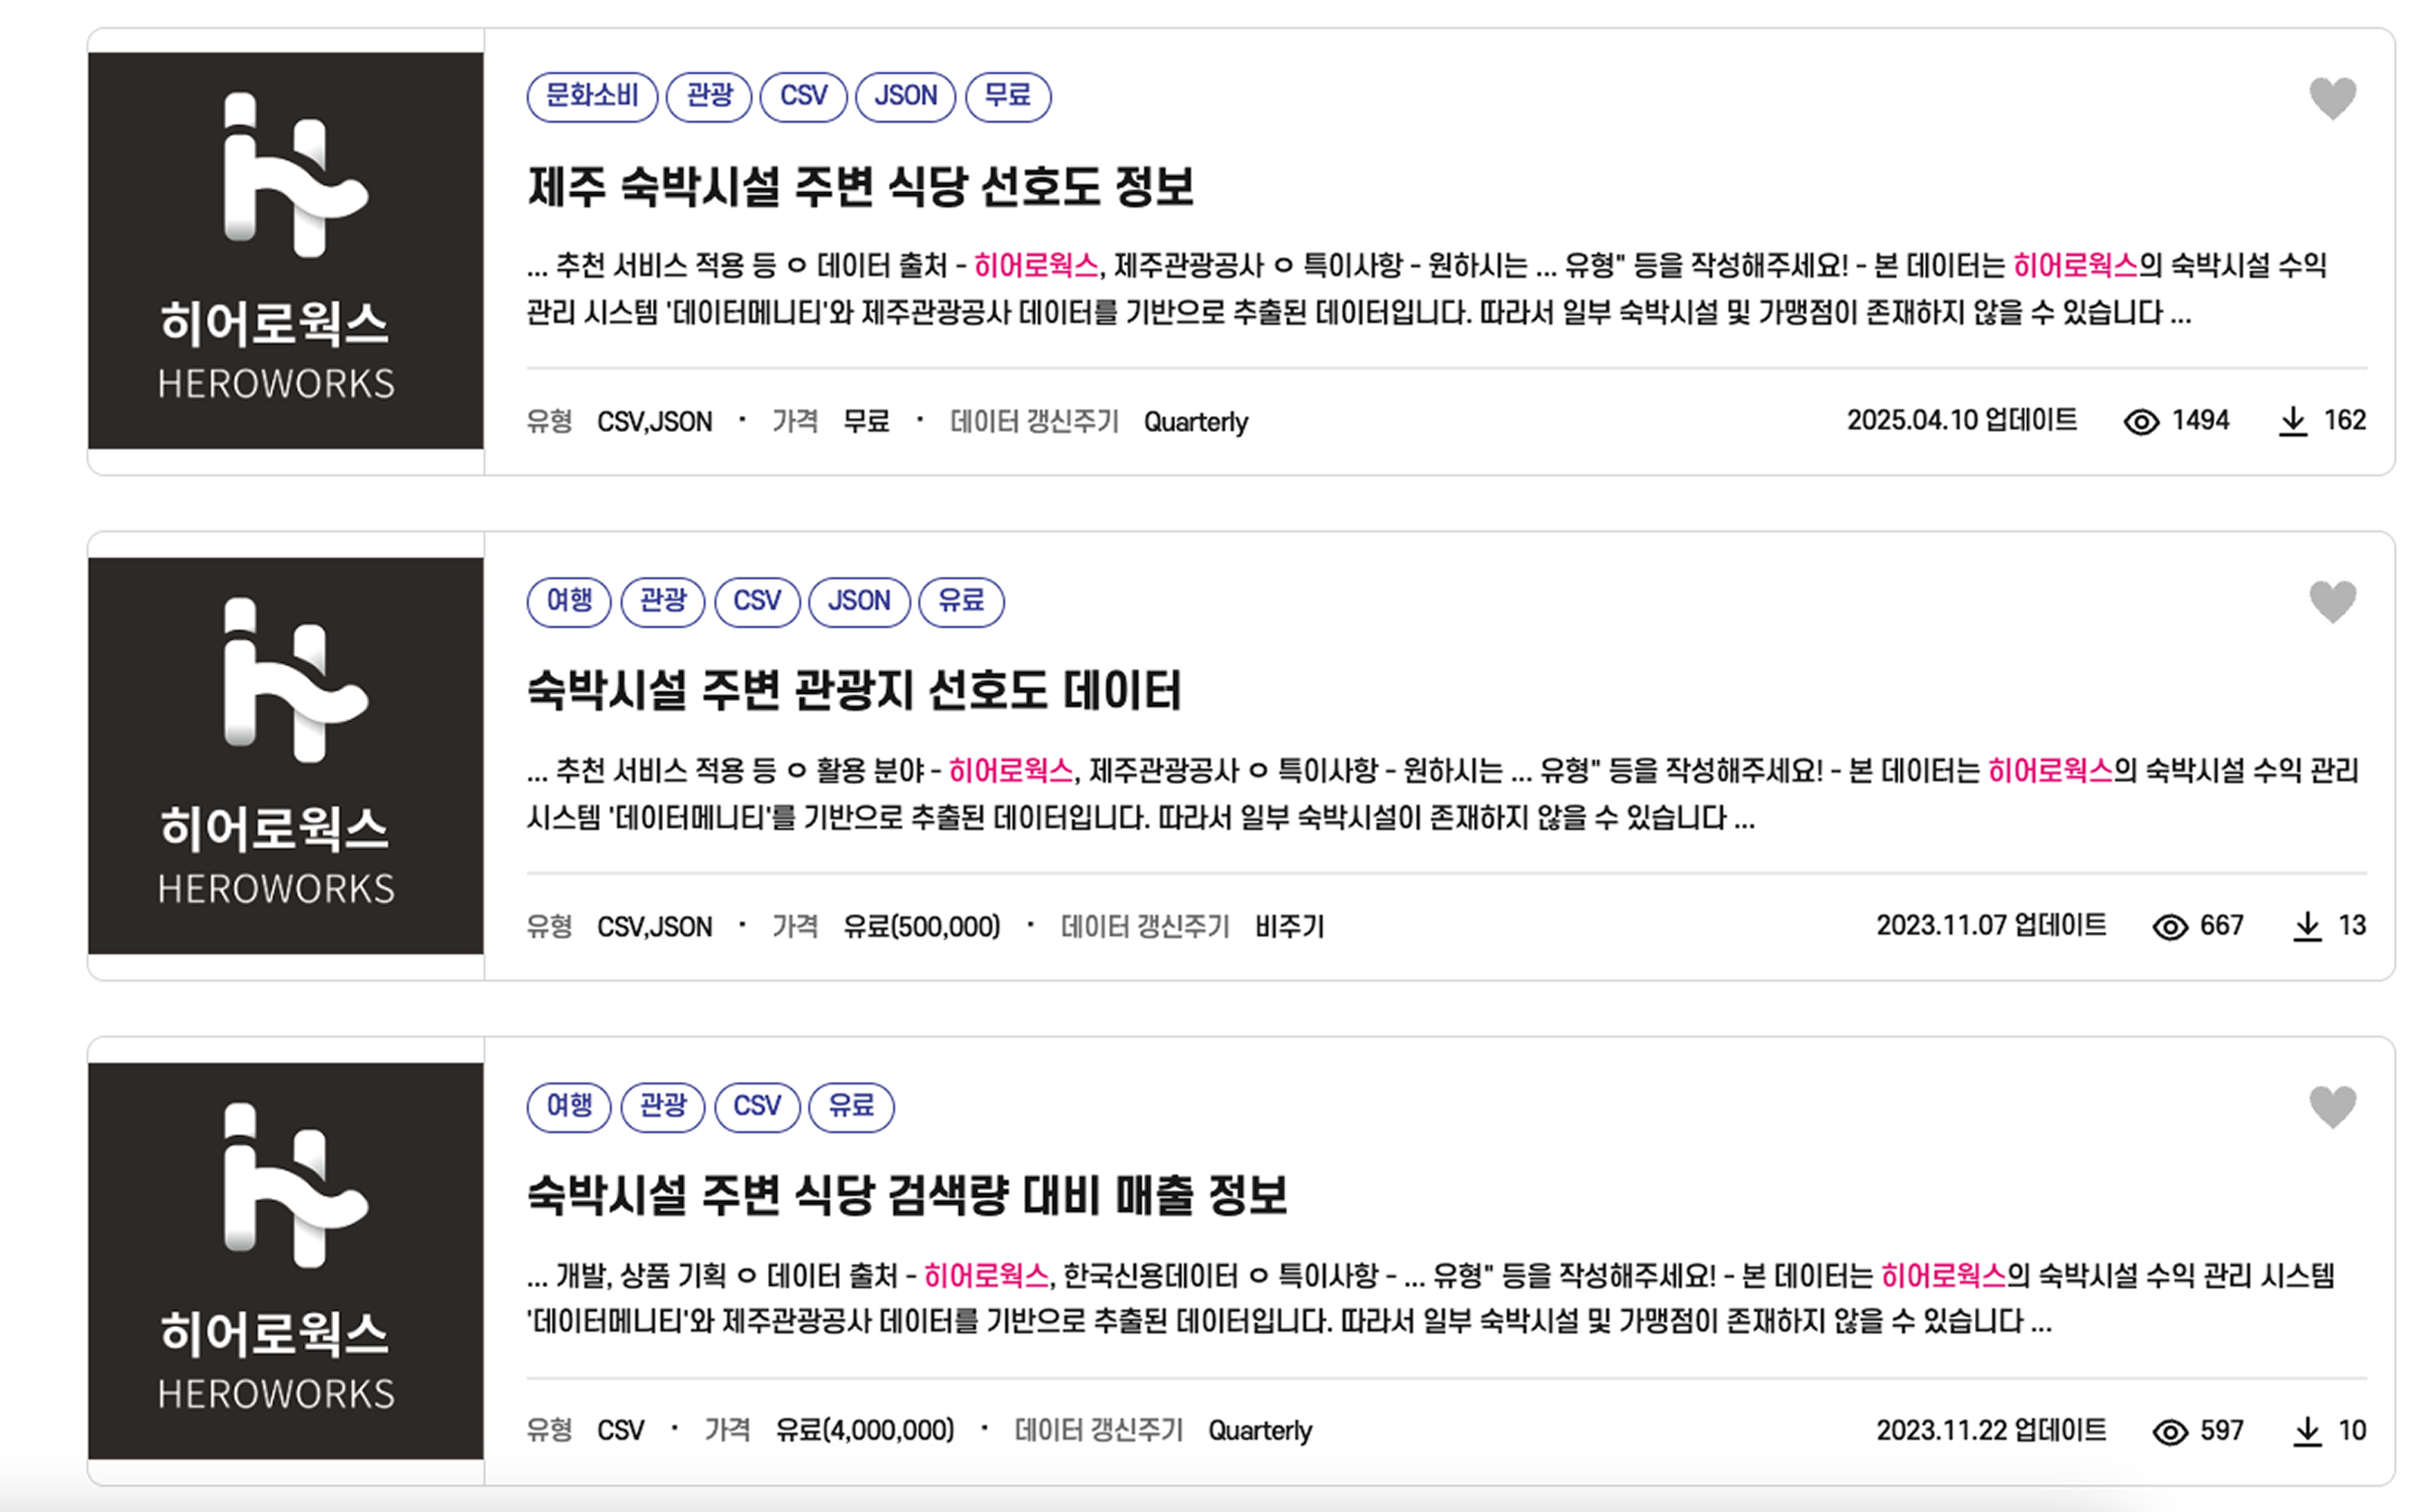 히어로웍스
HEROWORKS
문화소비 관광 CSV JSON 무료
제주 숙박시설 주변 식당 선호도 정보
... 추천 서비스 적용 등 ㅇ 데이터 출처 - 히어로웍스, 제주관광공사 ㅇ 특이사항 - 원하시는 ... 유형" 등을 작성해주세요! - 본 데이터는 히어로웍스의 숙박시설 수익
관리 시스템 '데이터메니티'와 제주관광공사 데이터를 기반으로 추출된 데이터입니다. 따라서 일부 숙박시설 및 가맹점이 존재하지 않을 수 있습니다 ...
유형 CSV,JSON · 가격 무료 · 데이터 갱신주기 Quarterly 2025.04.10 업데이트 1494 162
히어로웍스
HEROWORKS
여행 관광 CSV JSON 유료
숙박시설 주변 관광지 선호도 데이터
... 추천 서비스 적용 등 ㅇ 활용 분야 - 히어로웍스, 제주관광공사 ㅇ 특이사항 - 원하시는 ... 유형" 등을 작성해주세요! - 본 데이터는 히어로웍스의 숙박시설 수익 관리
시스템 '데이터메니티'를 기반으로 추출된 데이터입니다. 따라서 일부 숙박시설이 존재하지 않을 수 있습니다 ...
유형 CSV,JSON · 가격 유료(500,000) · 데이터 갱신주기 비주기 2023.11.07 업데이트 667 13
히어로웍스
HEROWORKS
여행 관광 CSV 유료
숙박시설 주변 식당 검색량 대비 매출 정보
... 개발, 상품 기획 ㅇ 데이터 출처 - 히어로웍스, 한국신용데이터 ㅇ 특이사항 - ... 유형" 등을 작성해주세요! - 본 데이터는 히어로웍스의 숙박시설 수익 관리 시스템
'데이터메니티'와 제주관광공사 데이터를 기반으로 추출된 데이터입니다. 따라서 일부 숙박시설 및 가맹점이 존재하지 않을 수 있습니다 ...
유형 CSV · 가격 유료(4,000,000) · 데이터 갱신주기 Quarterly 2023.11.22 업데이트 597 10